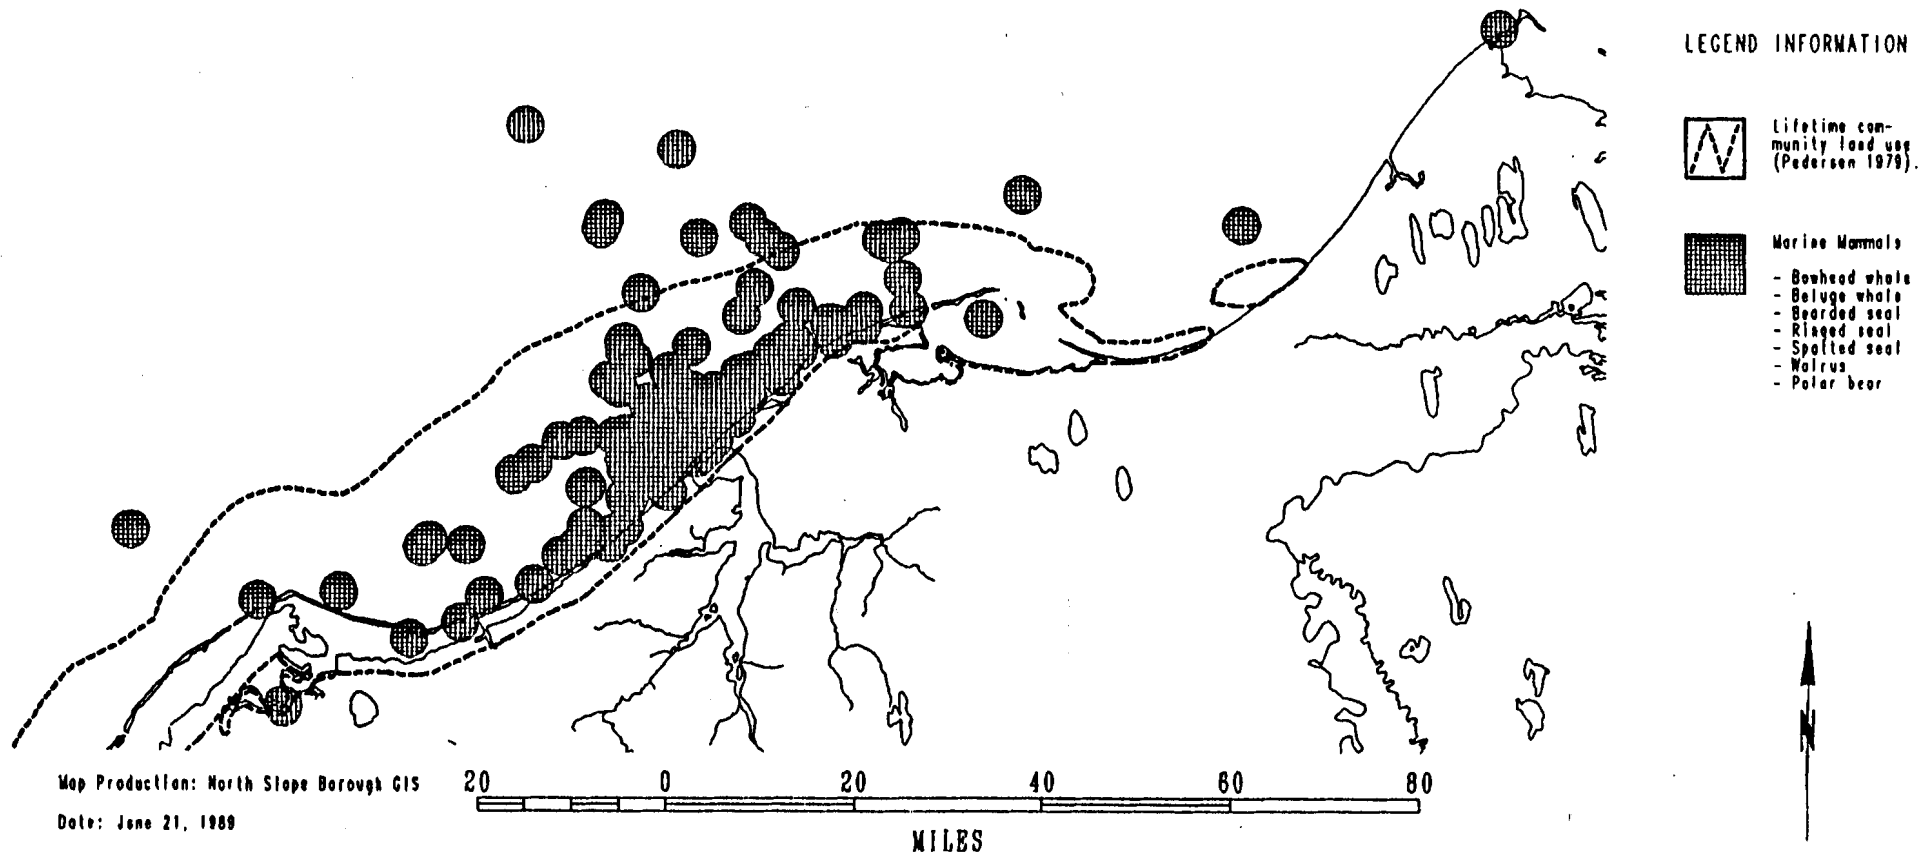 LEGEND INFORMATION
Lifetime com-
munity land use
(Pedersen 1979).
Marine Mammals
- Bowhead whale
- Beluga whale
- Bearded seal
- Ringed seal
- Spotted seal
- Walrus
- Polar bear
N
Map Production: North Slope Borough GIS
Date: June 21, 1989
20 0 20 40 60 80
MILES